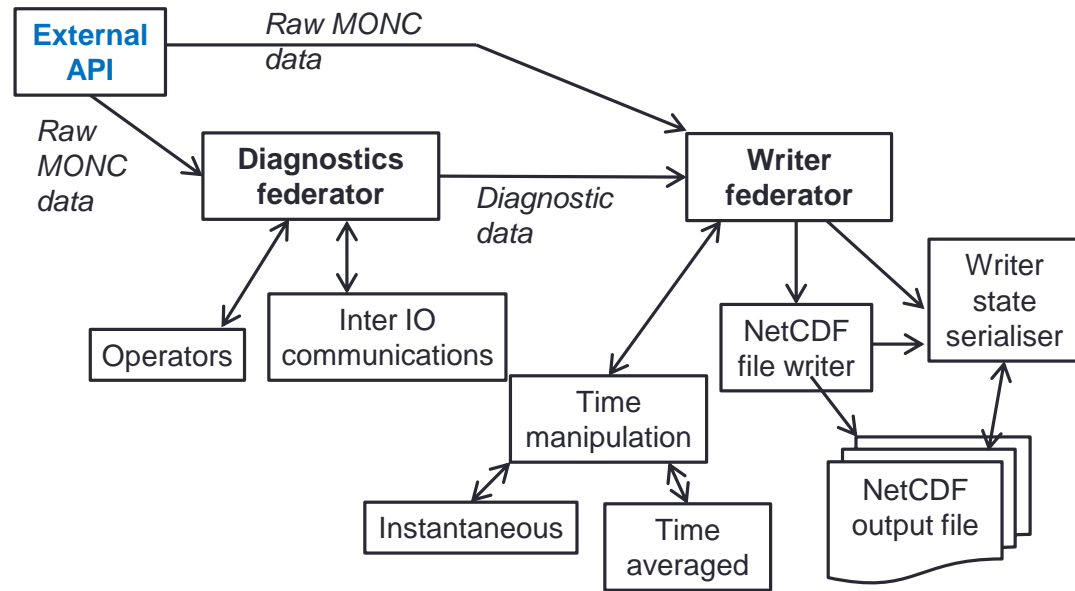 External
API
Raw MONC
data
Raw
MONC
data
Diagnostics
federator
Diagnostic
data
Writer
federator
Writer
state
serialiser
Operators
Inter IO
communications
NetCDF
file writer
Time
manipulation
Instantaneous
Time
averaged
NetCDF
output file